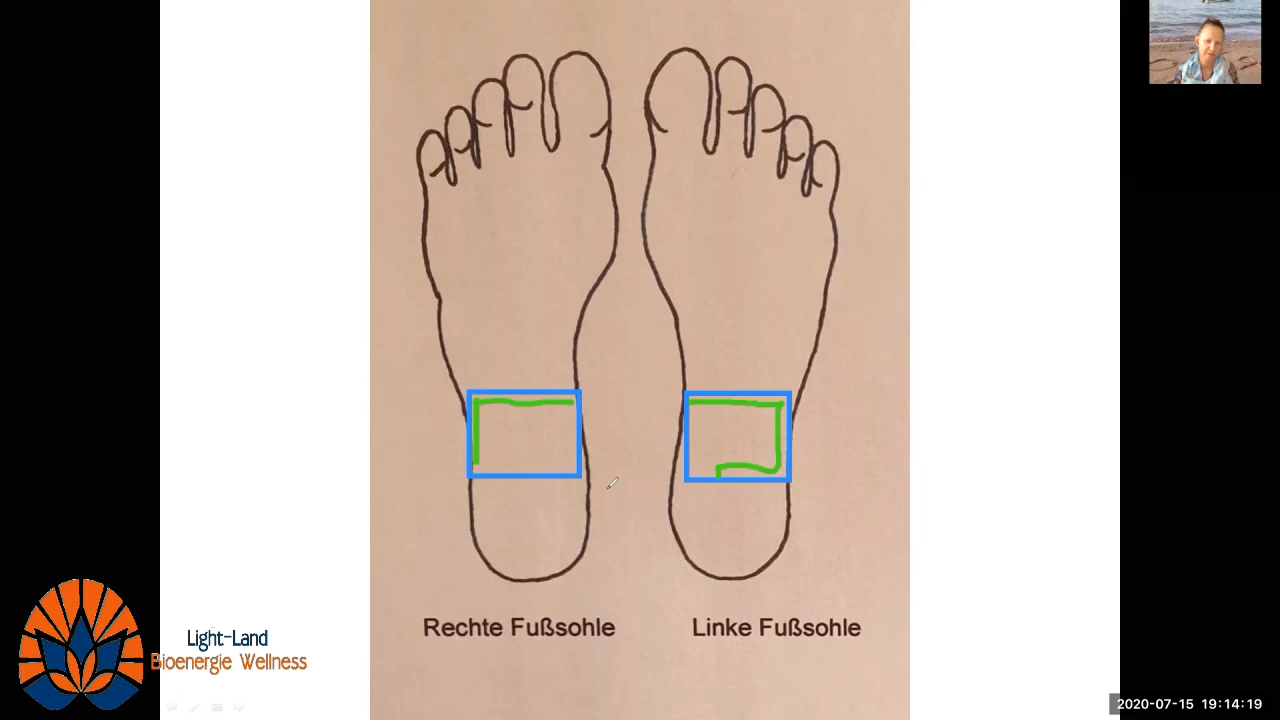 Rechte Fußsohle
Linke Fußsohle
Light-Land
Bioenergie Wellness
2020-07-15 19:14:19